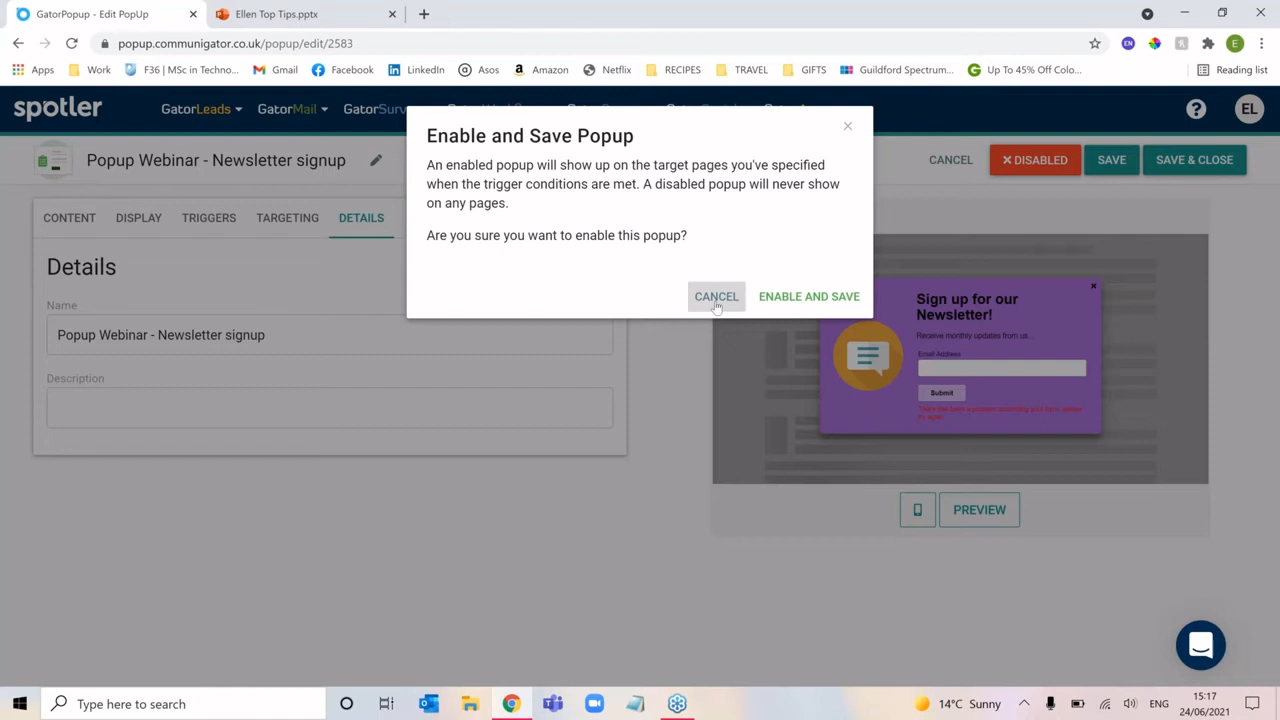 GatorPopup - Edit PopUp
Ellen Top Tips.pptx
popup.communigator.co.uk/popup/edit/2583
EN
E
Apps
Work
F36 | MSc in Techno...
Gmail
Facebook
LinkedIn
Asos
Amazon
Netflix
RECIPES
TRAVEL
GIFTS
Guildford Spectrum...
Up To 45% Off Colo...
Reading list
spotler
GatorLeads
GatorMail
GatorSurv
EL
Popup Webinar - Newsletter signup
CANCEL
DISABLED
SAVE
SAVE & CLOSE
Enable and Save Popup
An enabled popup will show up on the target pages you've specified
when the trigger conditions are met. A disabled popup will never show
on any pages.
Are you sure you want to enable this popup?
CANCEL
ENABLE AND SAVE
CONTENT
DISPLAY
TRIGGERS
TARGETING
DETAILS
Details
Name
Popup Webinar - Newsletter signup
Description
Sign up for our
Newsletter!
Receive monthly updates from us...
Email Address
Submit
PREVIEW
Type here to search
14°C Sunny
ENG
15:17
24/06/2021